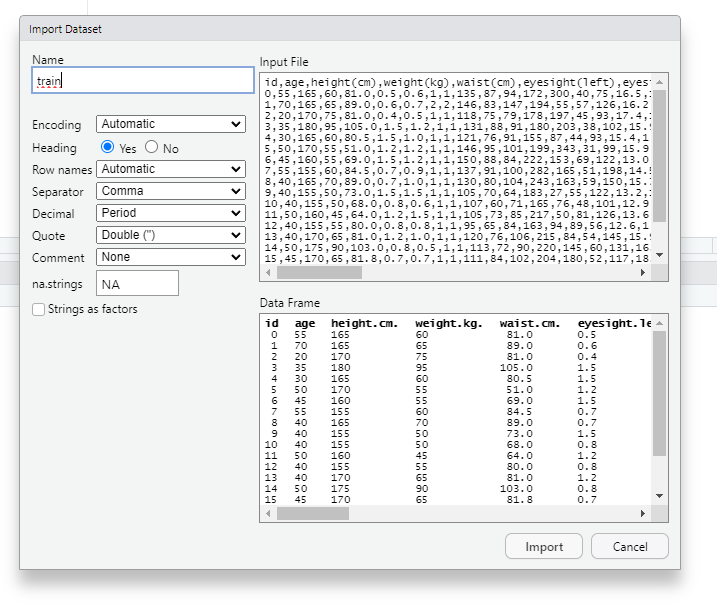 Import Dataset
Name
train
Encoding
Automatic
Heading
Yes
No
Row names
Automatic
Separator
Comma
Decimal
Period
Quote
Double (")
Comment
None
na.strings
NA
Strings as factors
Input File
id,age,height(cm),weight(kg),waist(cm),eyesight(left),eyes
0,55,165,60,81.0,0.5,0.6,1,1,135,87,94,172,300,40,75,16.5,
1,70,165,65,89.0,0.6,0.7,2,2,146,83,147,194,55,57,126,16.2
2,20,170,75,81.0,0.4,0.5,1,1,118,75,79,178,197,45,93,17.4,
3,35,180,95,105.0,1.5,1.2,1,1,131,88,91,180,203,38,102,15.
4,30,165,60,80.5,1.5,1.0,1,1,121,76,91,155,87,44,93,15.4,1
5,50,170,55,51.0,1.2,1.2,1,1,146,95,101,199,343,31,99,15.9
6,45,160,55,69.0,1.5,1.2,1,1,150,88,84,222,153,69,122,13.0
7,55,155,60,84.5,0.7,0.9,1,1,137,91,100,282,165,51,198,14.
8,40,165,70,89.0,0.7,1.0,1,1,130,80,104,243,163,59,150,15.
9,40,155,50,73.0,1.5,1.5,1,1,105,70,64,183,27,55,122,13.2,
10,40,155,50,68.0,0.8,0.6,1,1,107,60,71,165,76,48,101,12.9
11,50,160,45,64.0,1.2,1.5,1,1,105,73,85,217,50,81,126,13.6
12,40,155,55,80.0,0.8,0.8,1,1,95,65,84,163,94,89,56,12.6,1
13,40,170,65,81.0,1.2,1.0,1,1,120,76,106,215,84,54,145,15.
14,50,175,90,103.0,0.8,0.5,1,1,113,72,90,220,145,60,131,16
15,45,170,65,81.8,0.7,0.7,1,1,111,84,102,204,180,52,117,18
Data Frame
id age height.cm. weight.kg. waist.cm. eyesight.le
0 55 165 60 81.0 0.5
1 70 165 65 89.0 0.6
2 20 170 75 81.0 0.4
3 35 180 95 105.0 1.5
4 30 165 60 80.5 1.5
5 50 170 55 51.0 1.2
6 45 160 55 69.0 1.5
7 55 155 60 84.5 0.7
8 40 165 70 89.0 0.7
9 40 155 50 73.0 1.5
10 40 155 50 68.0 0.8
11 50 160 45 64.0 1.2
12 40 155 55 80.0 0.8
13 40 170 65 81.0 1.2
14 50 175 90 103.0 0.8
15 45 170 65 81.8 0.7
Import
Cancel